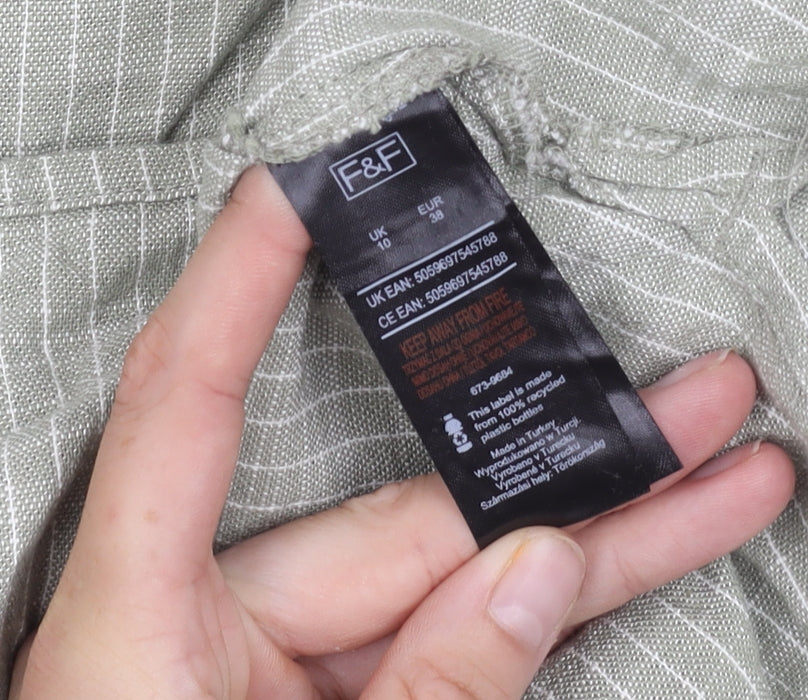 F&F
UK EUR
10 38
UK EAN: 5059697545788
CE EAN: 5059697545788
KEEP AWAY FROM FIRE
673-9684
This label is made
from 100% recycled
plastic bottles
Made in Turkey
Wyprodukowano w Turcji
Vyrobeno v Turecku
Vyrobené v Turecku
Származási hely: Törökország